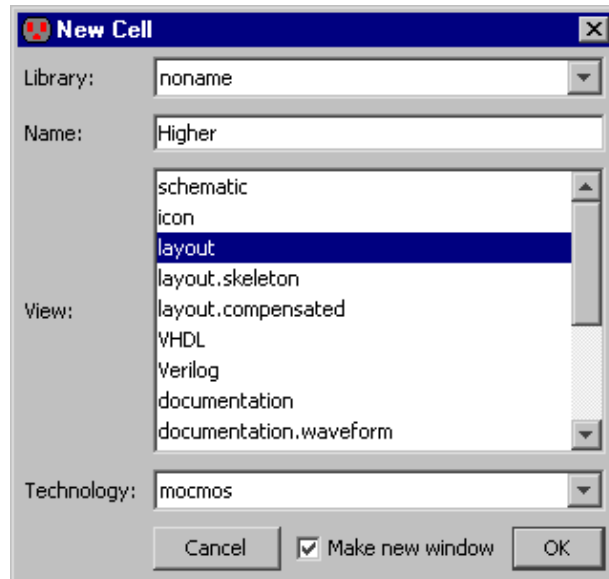 New Cell
Library: noname
Name: Higher
schematic
icon
layout
layout.skeleton
layout.compensated
View:
VHDL
Verilog
documentation
documentation.waveform
Technology: mocmos
Cancel Make new window OK